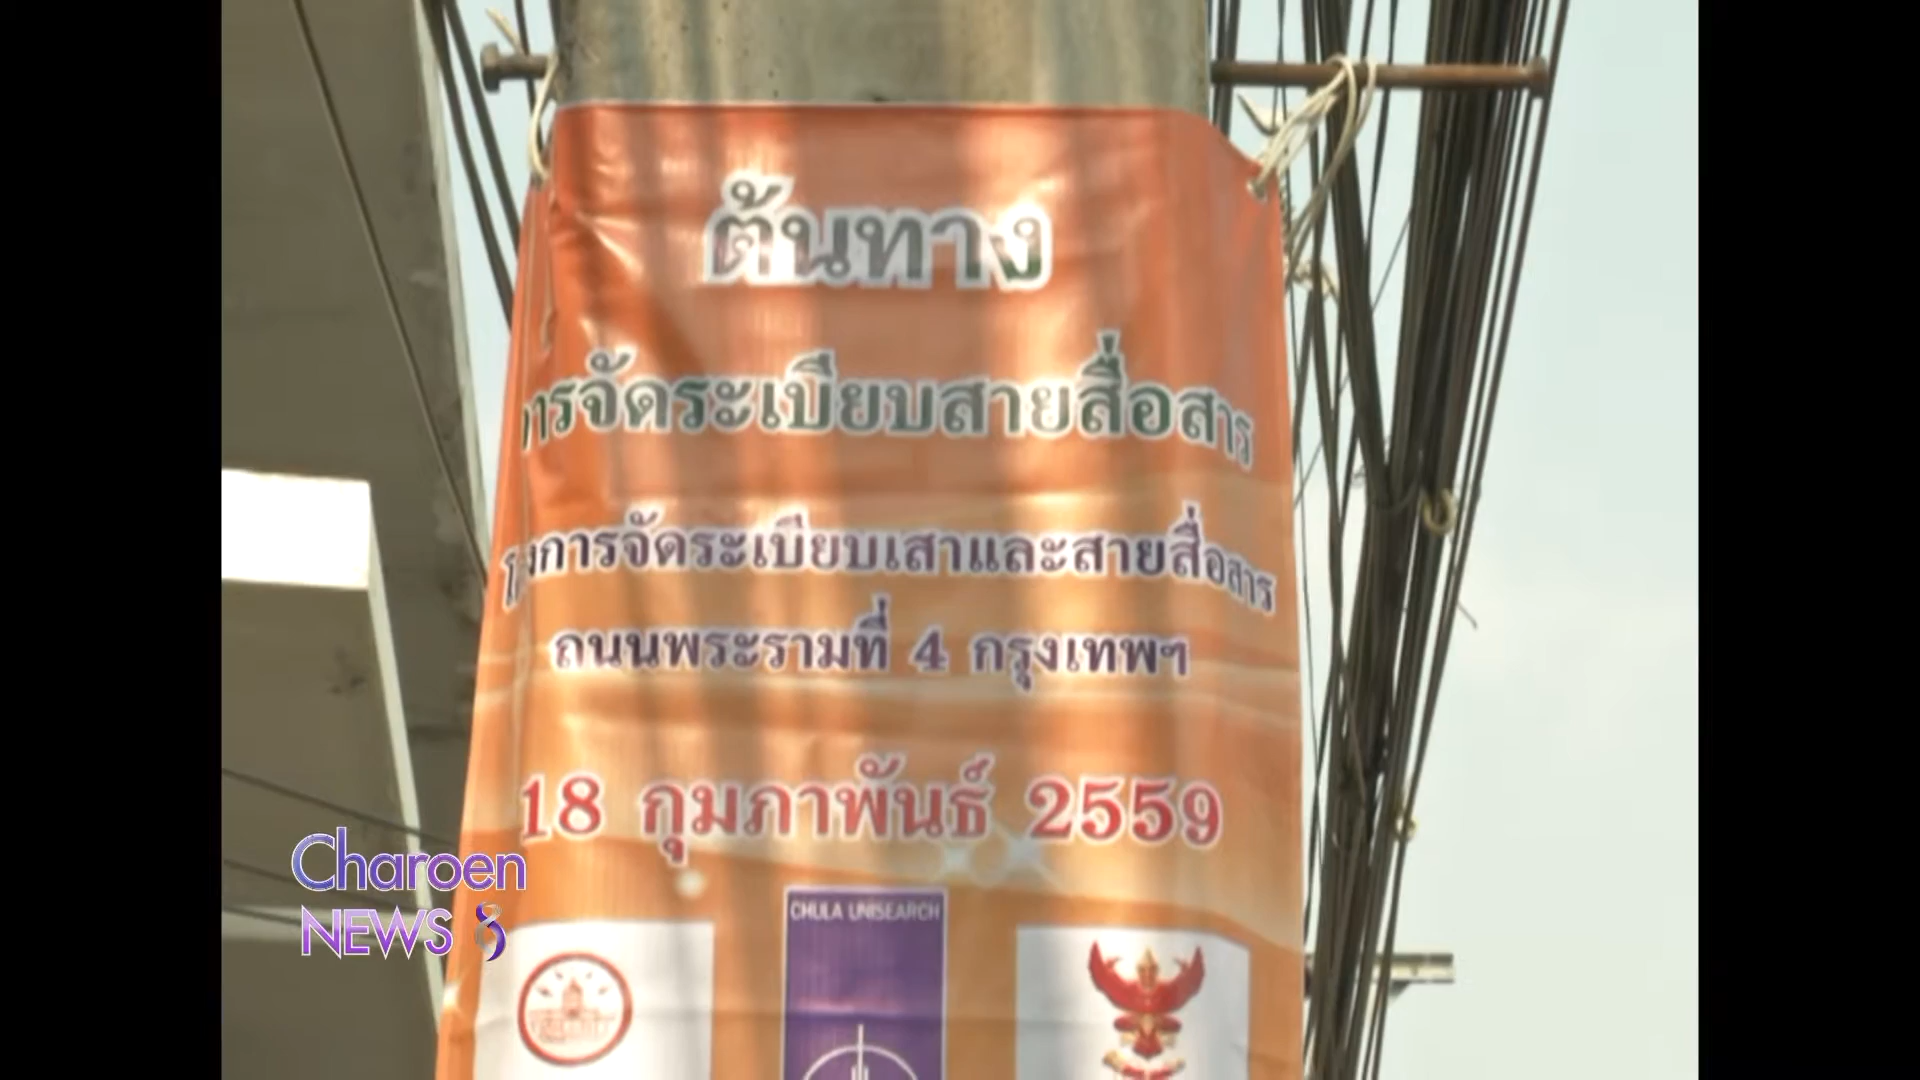 ต้นทาง
การจัดระเบียบสายสื่อสาร
โครงการจัดระเบียบเสาและสายสื่อสาร
ถนนพระรามที่ 4 กรุงเทพฯ
18 กุมภาพันธ์ 2559
CHULA UNISEARCH
Charoen
NEWS 8